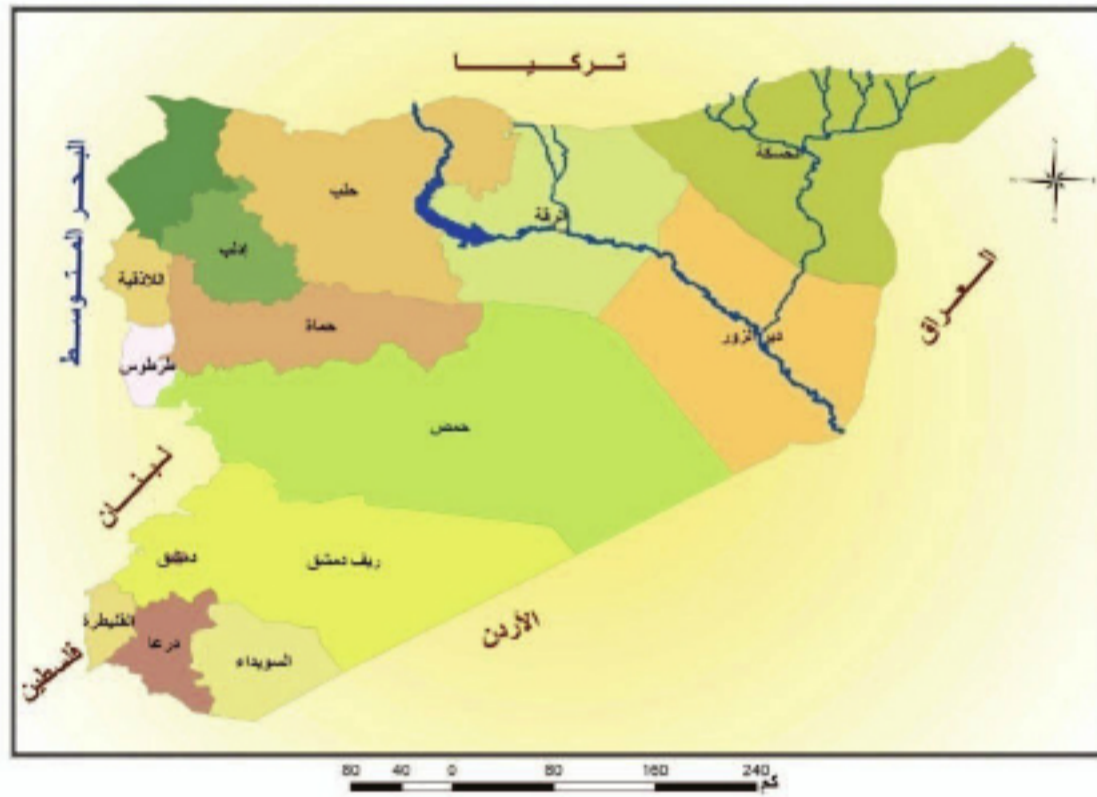 تركيا
البحر المتوسط
الحسكة
حلب
الرقة
إدلب
العراق
اللاذقية
حماة
دير الزور
طرطوس
حمص
لبنان
دمشق
ريف دمشق
القنيطرة
درعا
السويداء
الأردن
فلسطين
80 40 0 80 160 240
كم